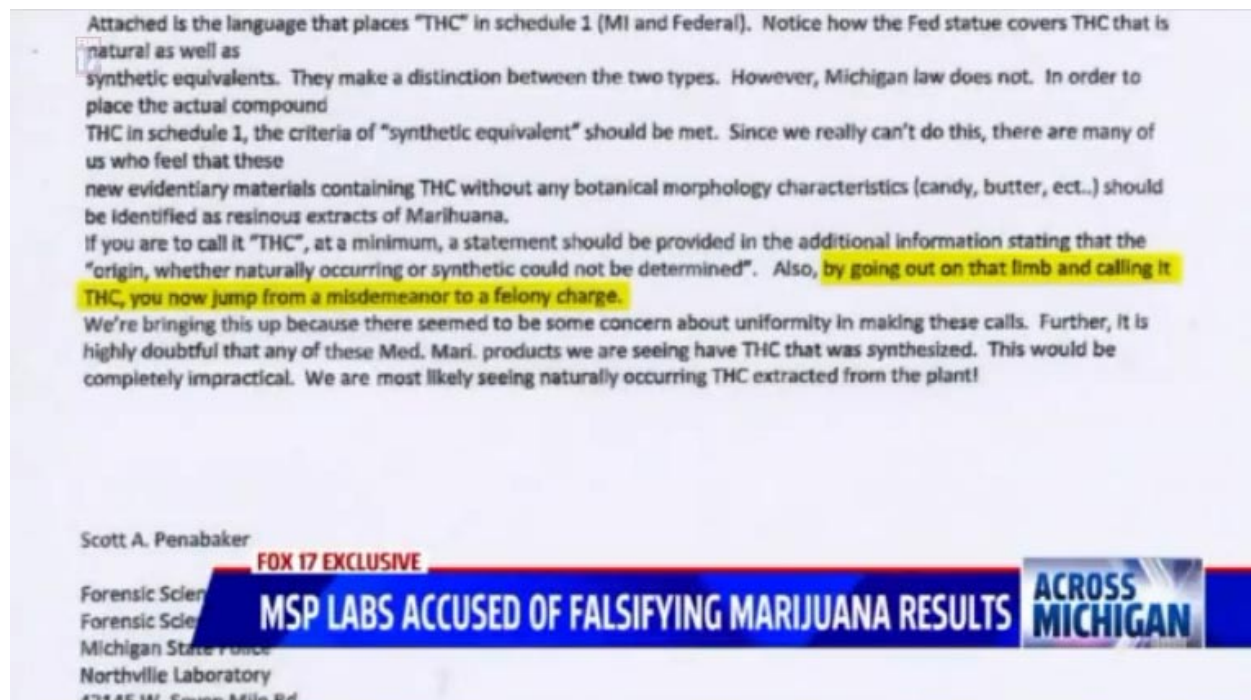 Attached is the language that places "THC" in schedule 1 (MI and Federal).  Notice how the Fed statue covers THC that is
natural as well as
synthetic equivalents.  They make a distinction between the two types.  However, Michigan law does not.  In order to
place the actual compound
THC in schedule 1, the criteria of "synthetic equivalent" should be met.  Since we really can't do this, there are many of
us who feel that these
new evidentiary materials containing THC without any botanical morphology characteristics (candy, butter, ect..) should
be identified as resinous extracts of Marihuana.
If you are to call it "THC", at a minimum, a statement should be provided in the additional information stating that the
"origin, whether naturally occurring or synthetic could not be determined".  Also, by going out on that limb and calling it
THC, you now jump from a misdemeanor to a felony charge.
We're bringing this up because there seemed to be some concern about uniformity in making these calls.  Further, it is
highly doubtful that any of these Med. Mari. products we are seeing have THC that was synthesized.  This would be
completely impractical.  We are most likely seeing naturally occurring THC extracted from the plant!
Scott A. Penabaker
FOX 17 EXCLUSIVE
MSP LABS ACCUSED OF FALSIFYING MARIJUANA RESULTS
ACROSS
MICHIGAN
Forensic Scien
Forensic Scie
Michigan State Police
Northville Laboratory